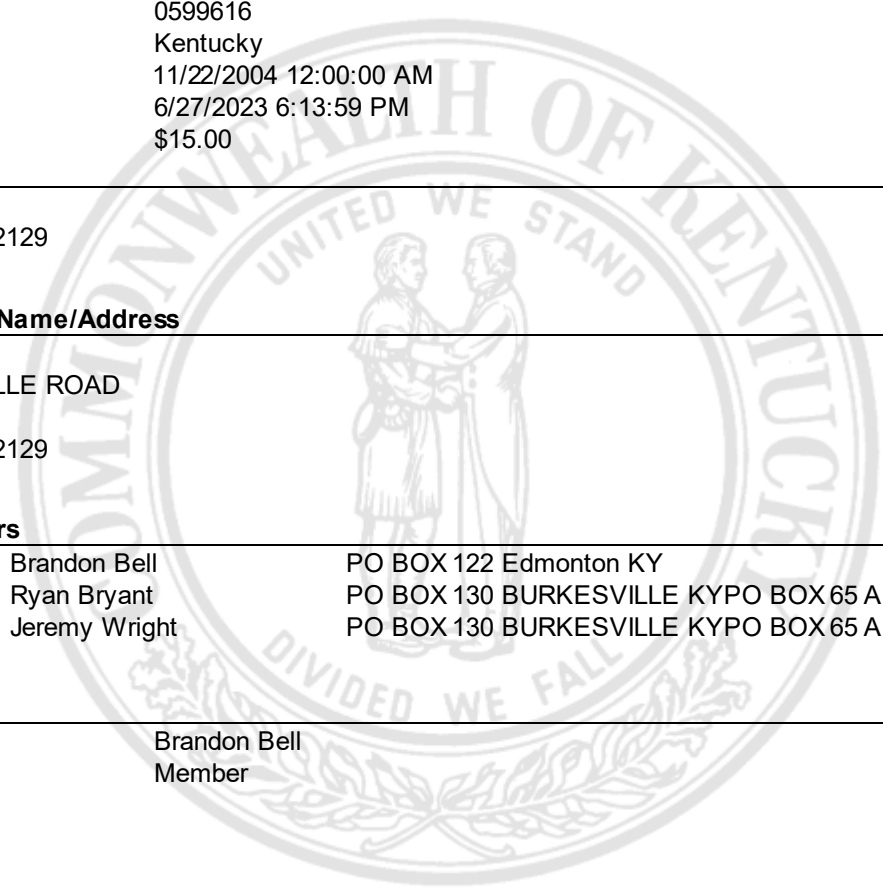 0599616
Kentucky
11/22/2004 12:00:00 AM
6/27/2023 6:13:59 PM
$15.00
2129
Name/Address
LLE ROAD
2129
rs
Brandon Bell PO BOX 122 Edmonton KY
Ryan Bryant PO BOX 130 BURKESVILLE KYPO BOX 65 A
Jeremy Wright PO BOX 130 BURKESVILLE KYPO BOX 65 A
Brandon Bell
Member
COMMONWEALTH OF KENTUCKY
UNITED WE STAND
DIVIDED WE FALL